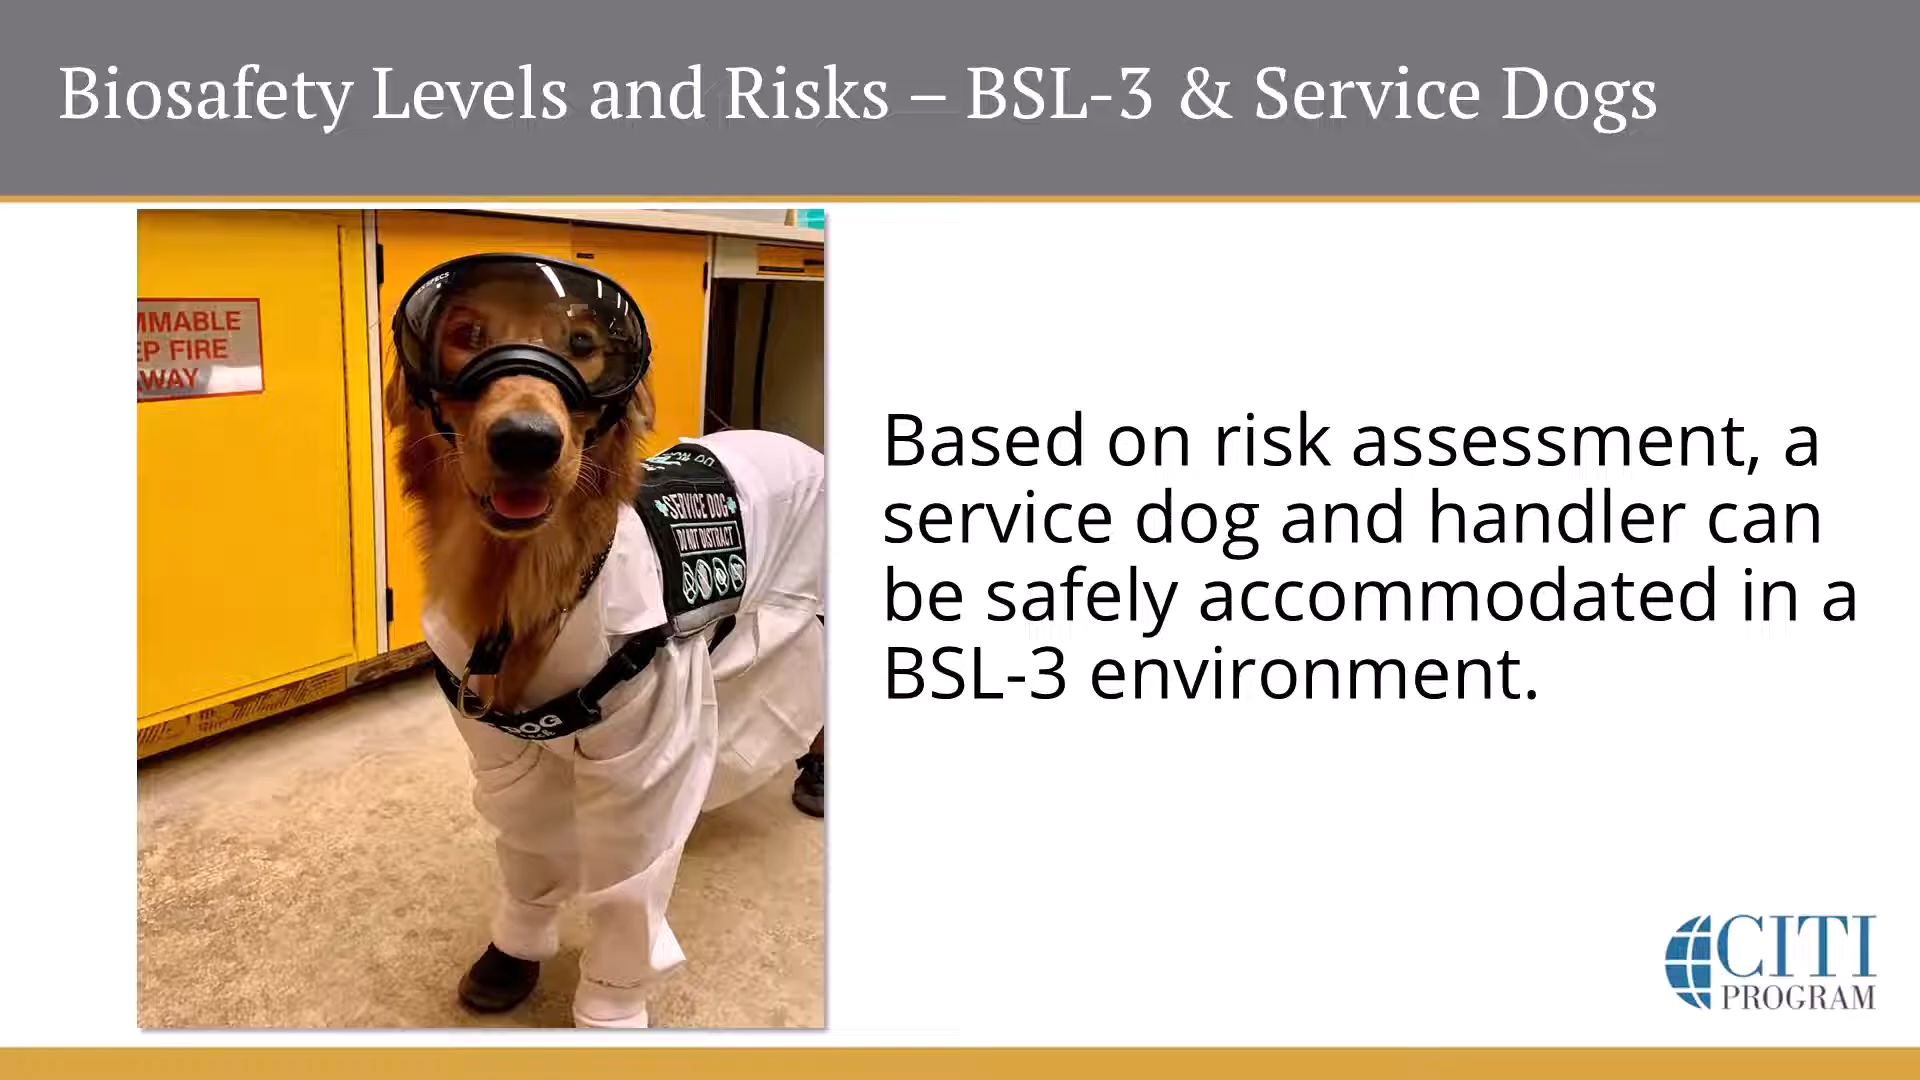 Biosafety Levels and Risks – BSL-3 & Service Dogs
MMABLE
EP FIRE
WAY
SERVICE DOG
DO NOT DISTRACT
DOG
Based on risk assessment, a
service dog and handler can
be safely accommodated in a
BSL-3 environment.
CITI
PROGRAM